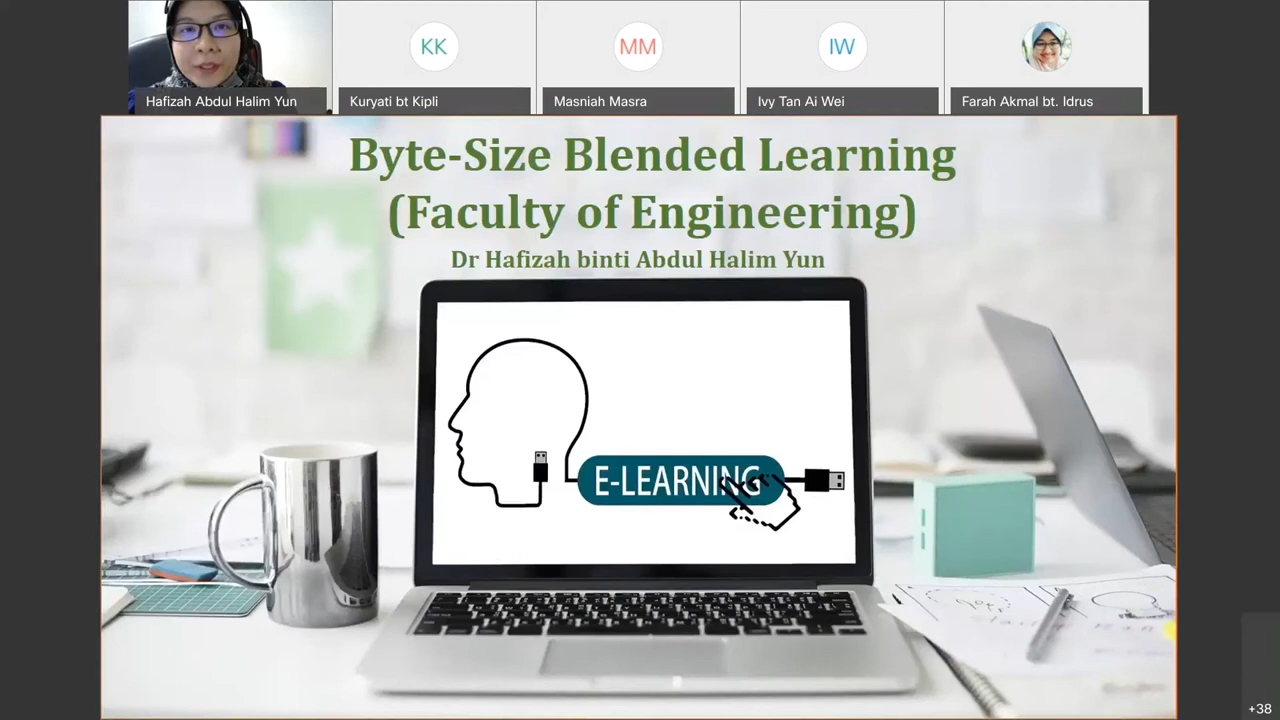 KK
MM
IW
Hafizah Abdul Halim Yun
Kuryati bt Kipli
Masniah Masra
Ivy Tan Ai Wei
Farah Akmal bt. Idrus
Byte-Size Blended Learning
(Faculty of Engineering)
Dr Hafizah binti Abdul Halim Yun
E-LEARNING
+38